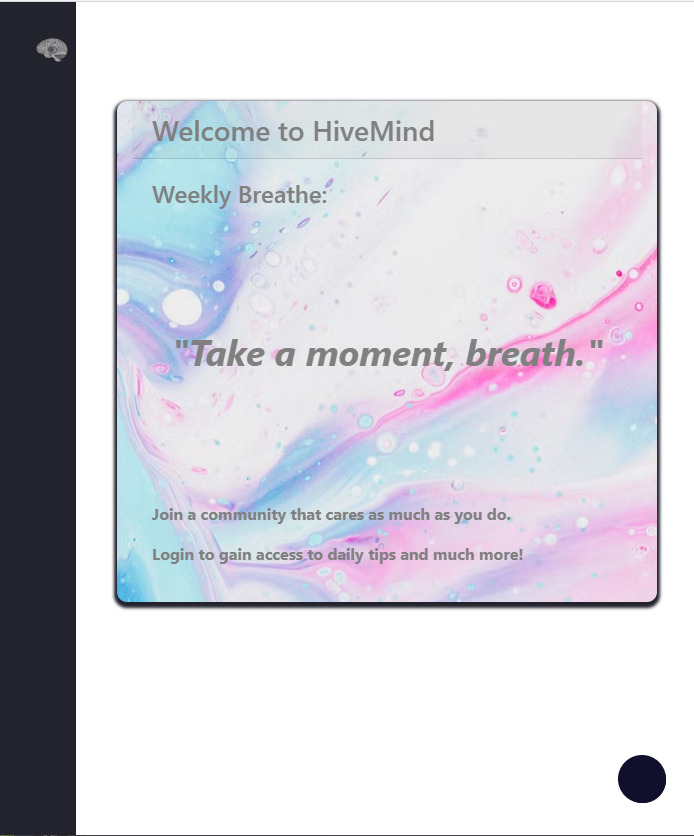 Welcome to HiveMind
Weekly Breathe:
"Take a moment, breath."
Join a community that cares as much as you do.
Login to gain access to daily tips and much more!